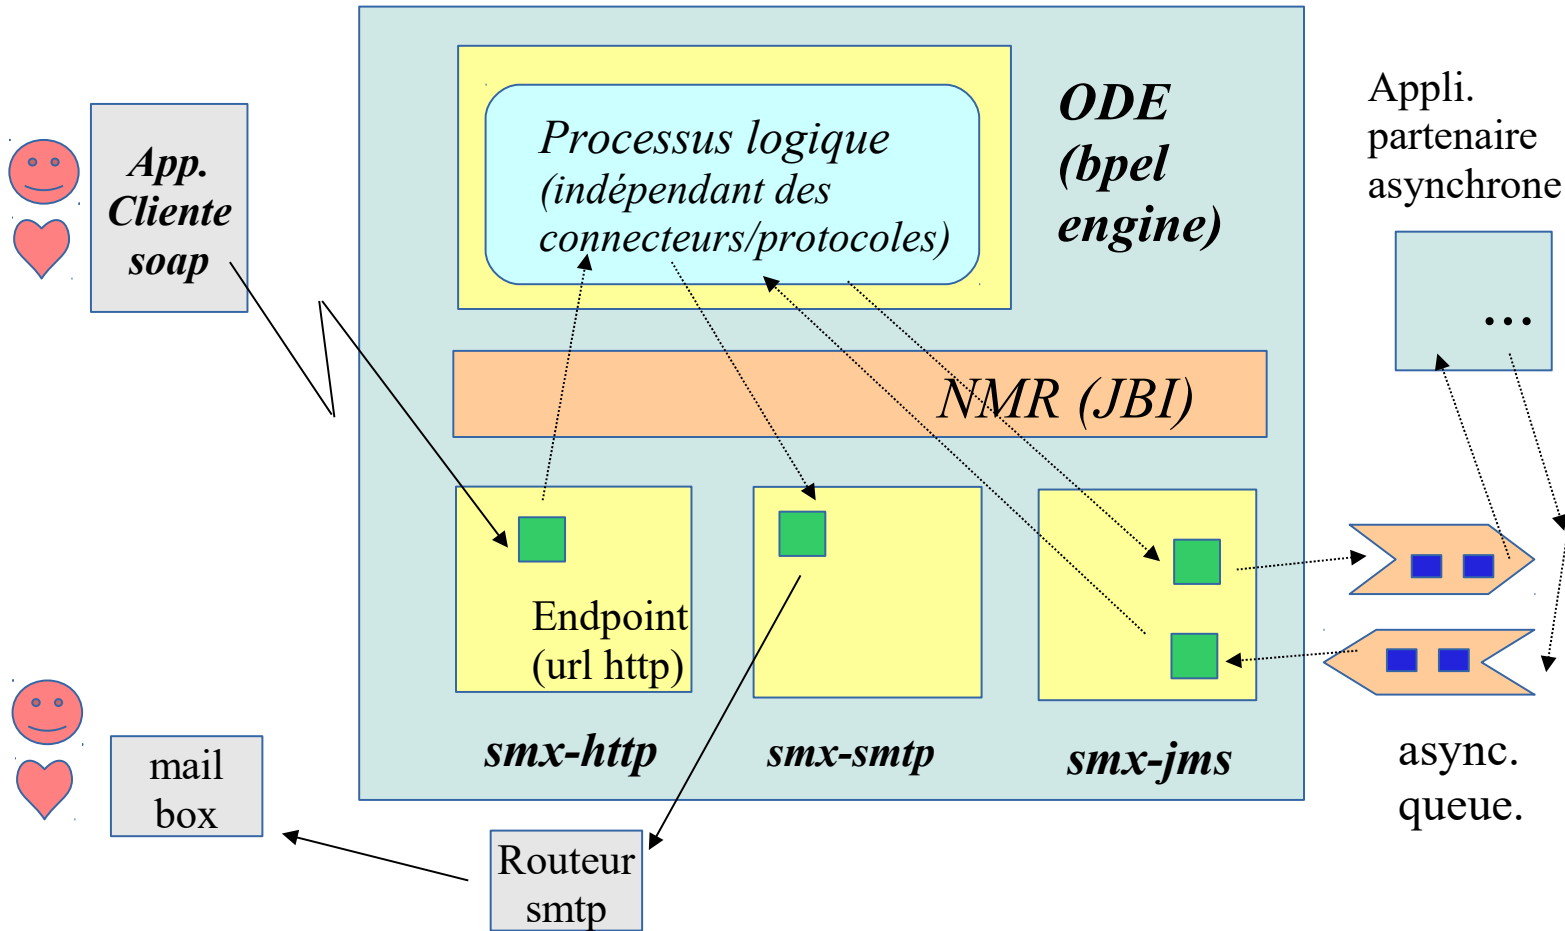 App.
Cliente
soap
Processus logique
(indépendant des
connecteurs/protocoles)
ODE
(bpel
engine)
Appli.
partenaire
asynchrone
...
NMR (JBI)
Endpoint
(url http)
smx-http
smx-smtp
smx-jms
async.
queue.
mail
box
Routeur
smtp